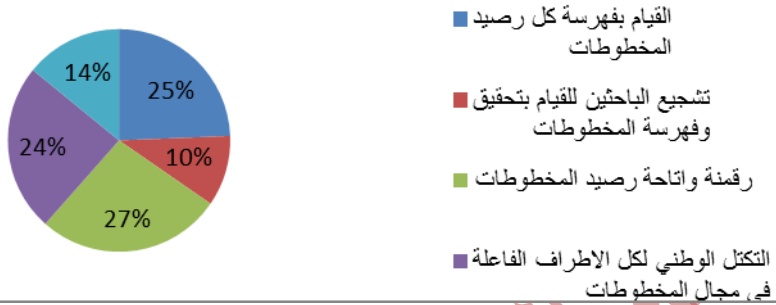 14%
25%
24%
10%
27%
القيام بفهرسة كل رصيد
المخطوطات
تشجيع الباحثين للقيام بتحقيق
وفهرسة المخطوطات
رقمنة واتاحة رصيد المخطوطات
التكتل الوطني لكل الاطراف الفاعلة
في مجال المخطوطات